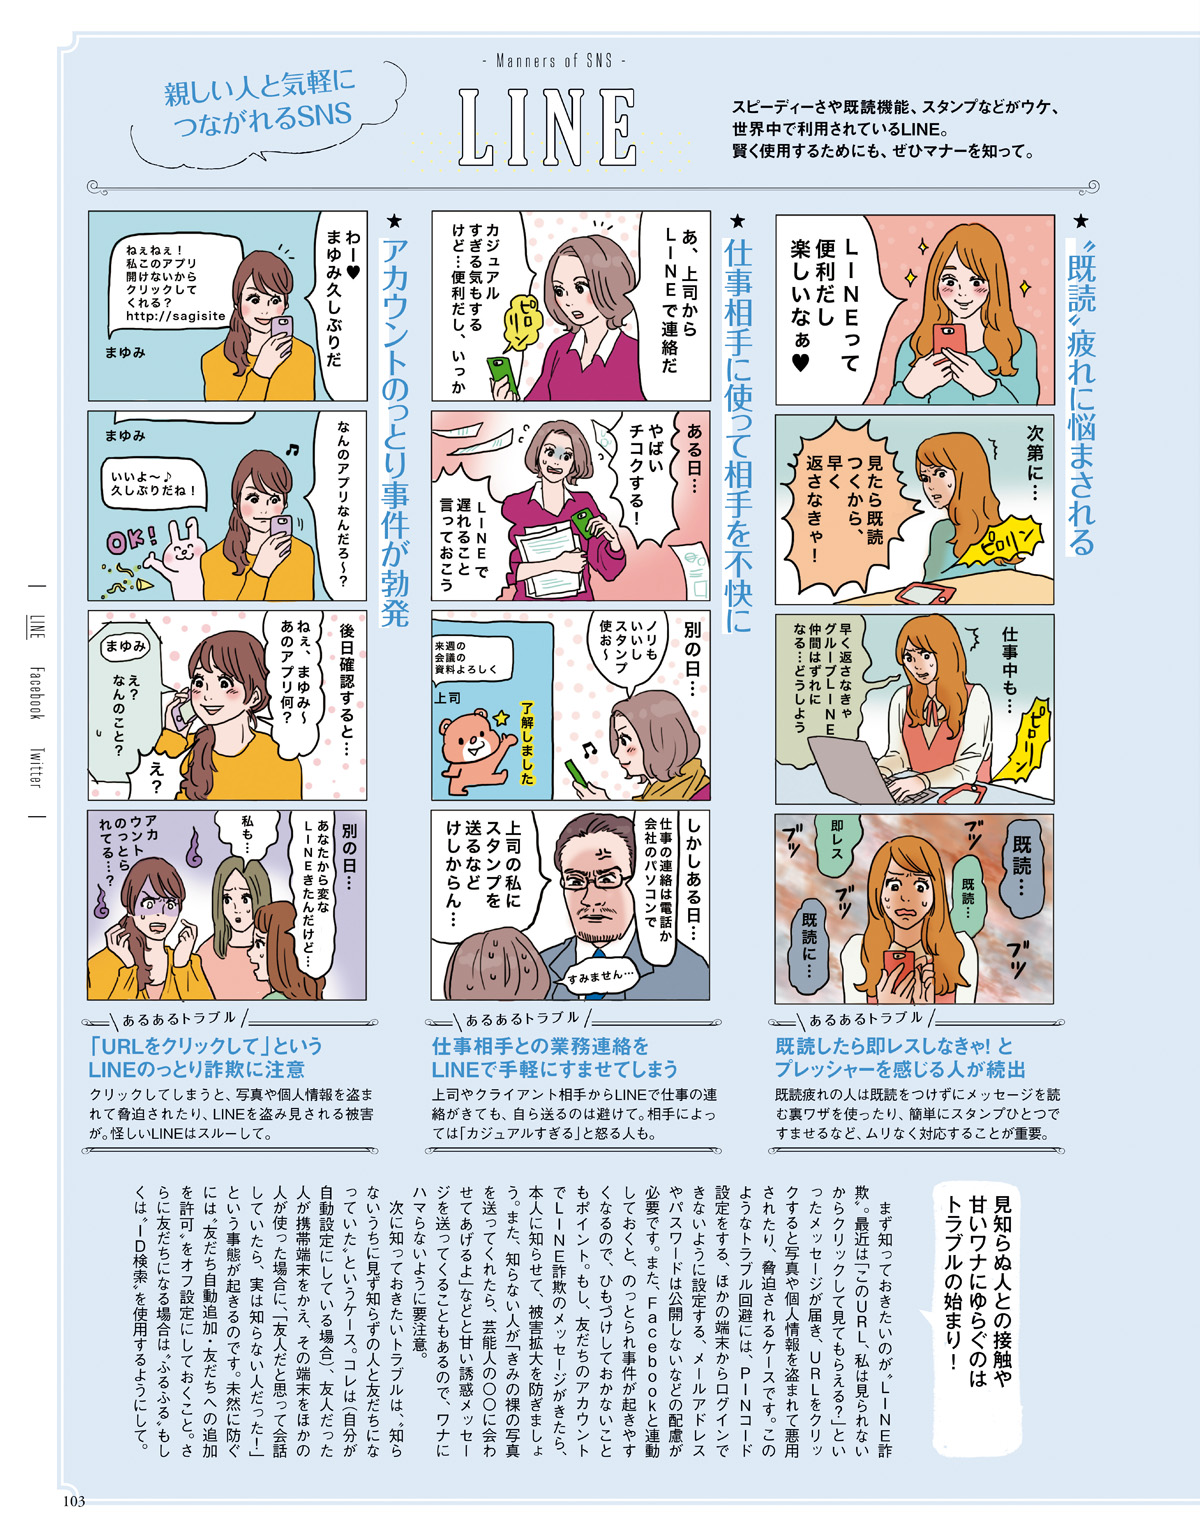 - Manners of SNS -
LINE
親しい人と気軽に
つながれるSNS
スピーディーさや既読機能、スタンプなどがウケ、
世界中で利用されているLINE。
賢く使用するためにも、ぜひマナーを知って。
★〝既読〟疲れに悩まされる
LINEって
便利だし
楽しいなぁ♥
次第に…
ピロリン
見たら既読
つくから、
早く
返さなきゃ！
仕事中も…
ピローリン
早く返さなきゃ
グループLINE
仲間はずれに
なる…どうしよう
既読…
ブッ
既読…
即レス
ブッ
ブッ
既読に…
ブッ
あるあるトラブル
既読したら即レスしなきゃ！と
プレッシャーを感じる人が続出
既読疲れの人は既読をつけずにメッセージを読
む裏ワザを使ったり、簡単にスタンプひとつで
すませるなど、ムリなく対応することが重要。
★仕事相手に使って相手を不快に
あ、上司から
LINEで連絡だ
カジュアル
すぎる気もする
けど…便利だし、いっか
ピロリン
ある日…
やばい
チコクする！
LINEで
遅れること
言っておこう
別の日…
ノリも
いいし
スタンプ
使お〜
来週の
会議の
資料よろしく
上司
了解しました
しかしある日…
仕事の連絡は電話か
会社のパソコンで
上司の私に
スタンプを
送るなど
けしからん…
すみません…
あるあるトラブル
仕事相手との業務連絡を
LINEで手軽にすませてしまう
上司やクライアント相手からLINEで仕事の連
絡がきても、自ら送るのは避けて。相手によっ
ては「カジュアルすぎる」と怒る人も。
★アカウントのっとり事件が勃発
わー♥
まゆみ久しぶりだ
ねぇねぇ！
私このアプリ
開けないから
クリックして
くれる？
http://sagisite
まゆみ
なんのアプリなんだろ〜？
まゆみ
いいよ〜♪
久しぶりだね！
OK!
後日確認すると…
ねぇ、まゆみ〜
あのアプリ何？
まゆみ
え？
なんのこと？
え？
別の日…
あなたから変な
LINEきたんだけど…
私も…
アカ
ウント
のっとら
れてる…？
あるあるトラブル
「URLをクリックして」という
LINEのっとり詐欺に注意
クリックしてしまうと、写真や個人情報を盗ま
れて脅迫されたり、LINEを盗み見される被害
が。怪しいLINEはスルーして。
見知らぬ人との接触や
甘いワナにゆらぐのは
トラブルの始まり！
まず知っておきたいのが〝LINE詐
欺〟。最近は「このURL、私は見られない
からクリックして見てもらえる？」とい
ったメッセージが届き、URLをクリッ
クすると写真や個人情報を盗まれて悪用
されたり、脅迫されるケースです。この
ようなトラブル回避には、PINコード
設定をする、ほかの端末からログインで
きないように設定する、メールアドレス
やパスワードは公開しないなどの配慮が
必要です。また、Facebookと連動
しておくと、のっとられ事件が起きやす
くなるので、ひもづけしておかないこと
もポイント。もし、友だちのアカウント
でLINE詐欺のメッセージがきたら、
本人に知らせて、被害拡大を防ぎましょ
う。また、知らない人が「きみの裸の写真
を送ってくれたら、芸能人の〇〇に会わ
せてあげるよ」などと甘い誘惑メッセー
ジを送ってくることもあるので、ワナに
ハマらないように要注意。
次に知っておきたいトラブルは、〝知ら
ないうちに見ず知らずの人と友だちにな
っていた〟というケース。コレは（自分が
自動設定にしている場合）、友人だった
人が携帯端末をかえ、その端末をほかの
人が使った場合に、「友人だと思って会話
していたら、実は知らない人だった！」
という事態が起きるのです。未然に防ぐ
には〝友だち自動追加・友だちへの追加
を許可〟をオフ設定にしておくこと。さ
らに友だちになる場合は〝ふるふる〟もし
くは〝ID検索〟を使用するようにして。
LINE Facebook Twitter
103